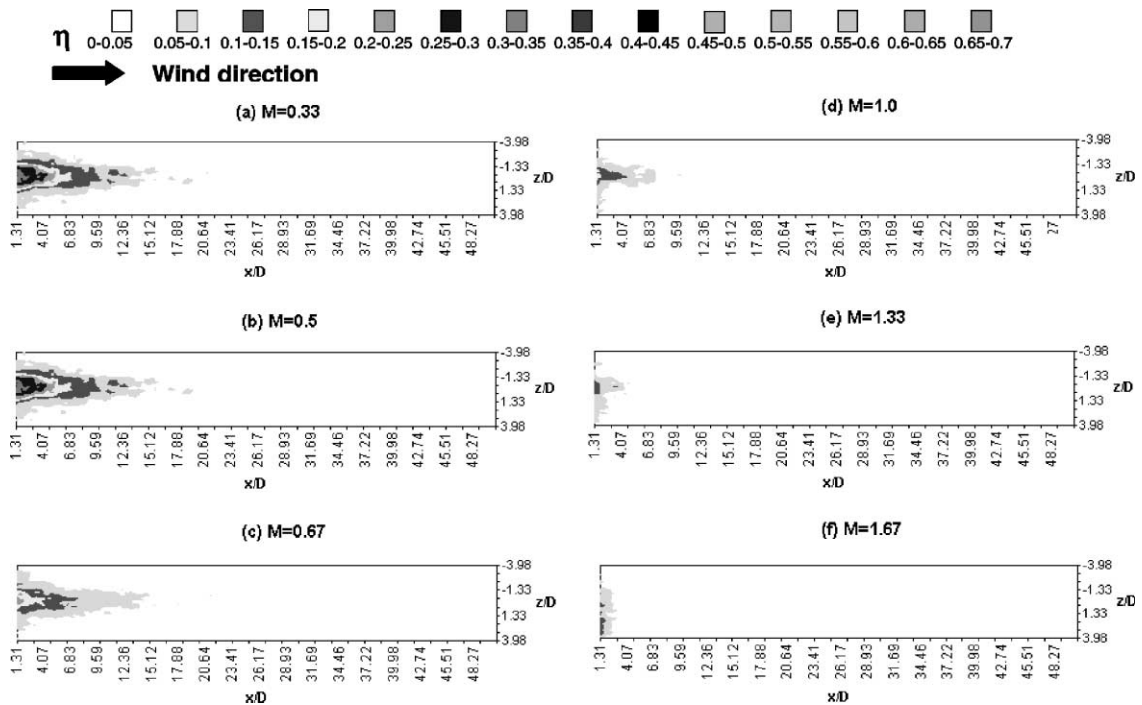 η 0-0.05 0.05-0.1 0.1-0.15 0.15-0.2 0.2-0.25 0.25-0.3 0.3-0.35 0.35-0.4 0.4-0.45 0.45-0.5 0.5-0.55 0.55-0.6 0.6-0.65 0.65-0.7
Wind direction
(a) M=0.33
-3.98
-1.33
z/D
1.33
3.98
1.31 4.07 6.83 9.59 12.36 15.12 17.88 20.64 23.41 26.17 28.93 31.69 34.46 37.22 39.98 42.74 45.51 48.27
x/D
(b) M=0.5
-3.98
-1.33
z/D
1.33
3.98
1.31 4.07 6.83 9.59 12.36 15.12 17.88 20.64 23.41 26.17 28.93 31.69 34.46 37.22 39.98 42.74 45.51 48.27
x/D
(c) M=0.67
-3.98
-1.33
z/D
1.33
3.98
1.31 4.07 6.83 9.59 12.36 15.12 17.88 20.64 23.41 26.17 28.93 31.69 34.46 37.22 39.98 42.74 45.51 48.27
x/D
(d) M=1.0
-3.98
-1.33
z/D
1.33
3.98
1.31 4.07 6.83 9.59 12.36 15.12 17.88 20.64 23.41 26.17 28.93 31.69 34.46 37.22 39.98 42.74 45.51 27
x/D
(e) M=1.33
-3.98
-1.33
z/D
1.33
3.98
1.31 4.07 6.83 9.59 12.36 15.12 17.88 20.64 23.41 26.17 28.93 31.69 34.46 37.22 39.98 42.74 45.51 48.27
x/D
(f) M=1.67
-3.98
-1.33
z/D
1.33
3.98
1.31 4.07 6.83 9.59 12.36 15.12 17.88 20.64 23.41 26.17 28.93 31.69 34.46 37.22 39.98 42.74 45.51 48.27
x/D